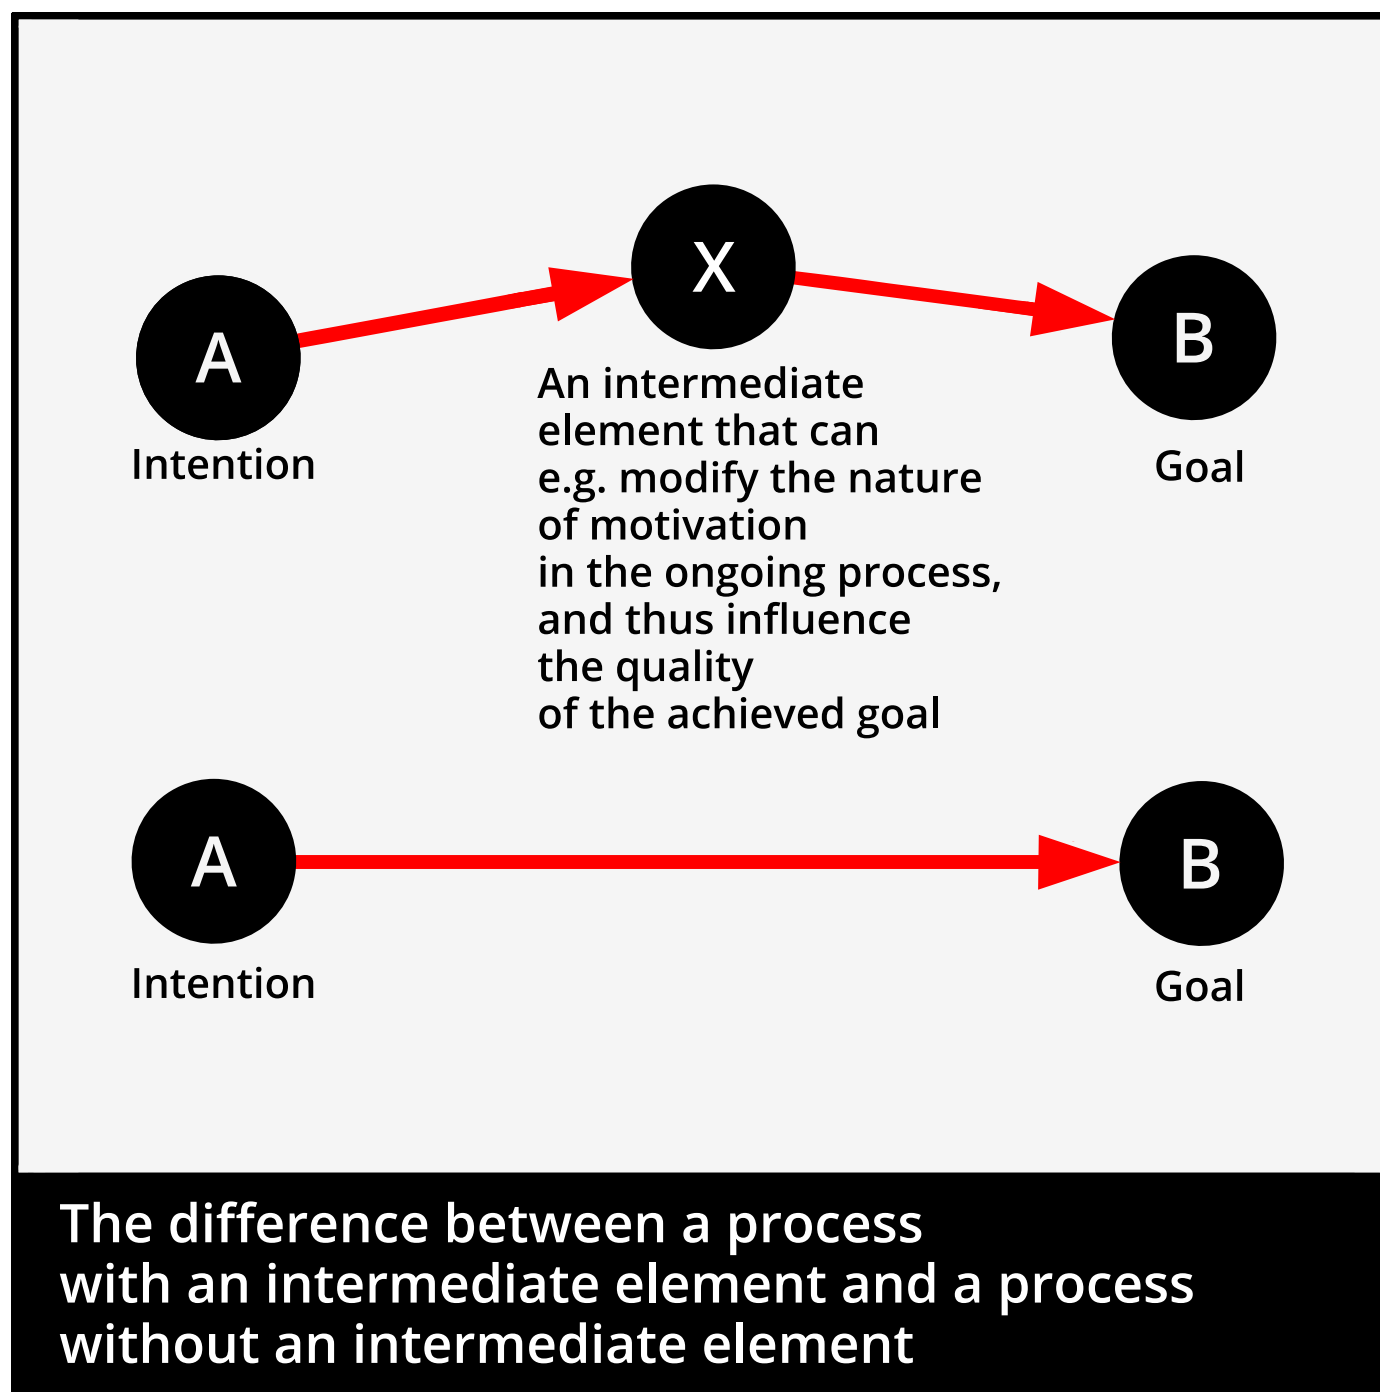 X
A
B
An intermediate
element that can
e.g. modify the nature
of motivation
in the ongoing process,
and thus influence
the quality
of the achieved goal
Intention
Goal
A
B
Intention
Goal
The difference between a process
with an intermediate element and a process
without an intermediate element